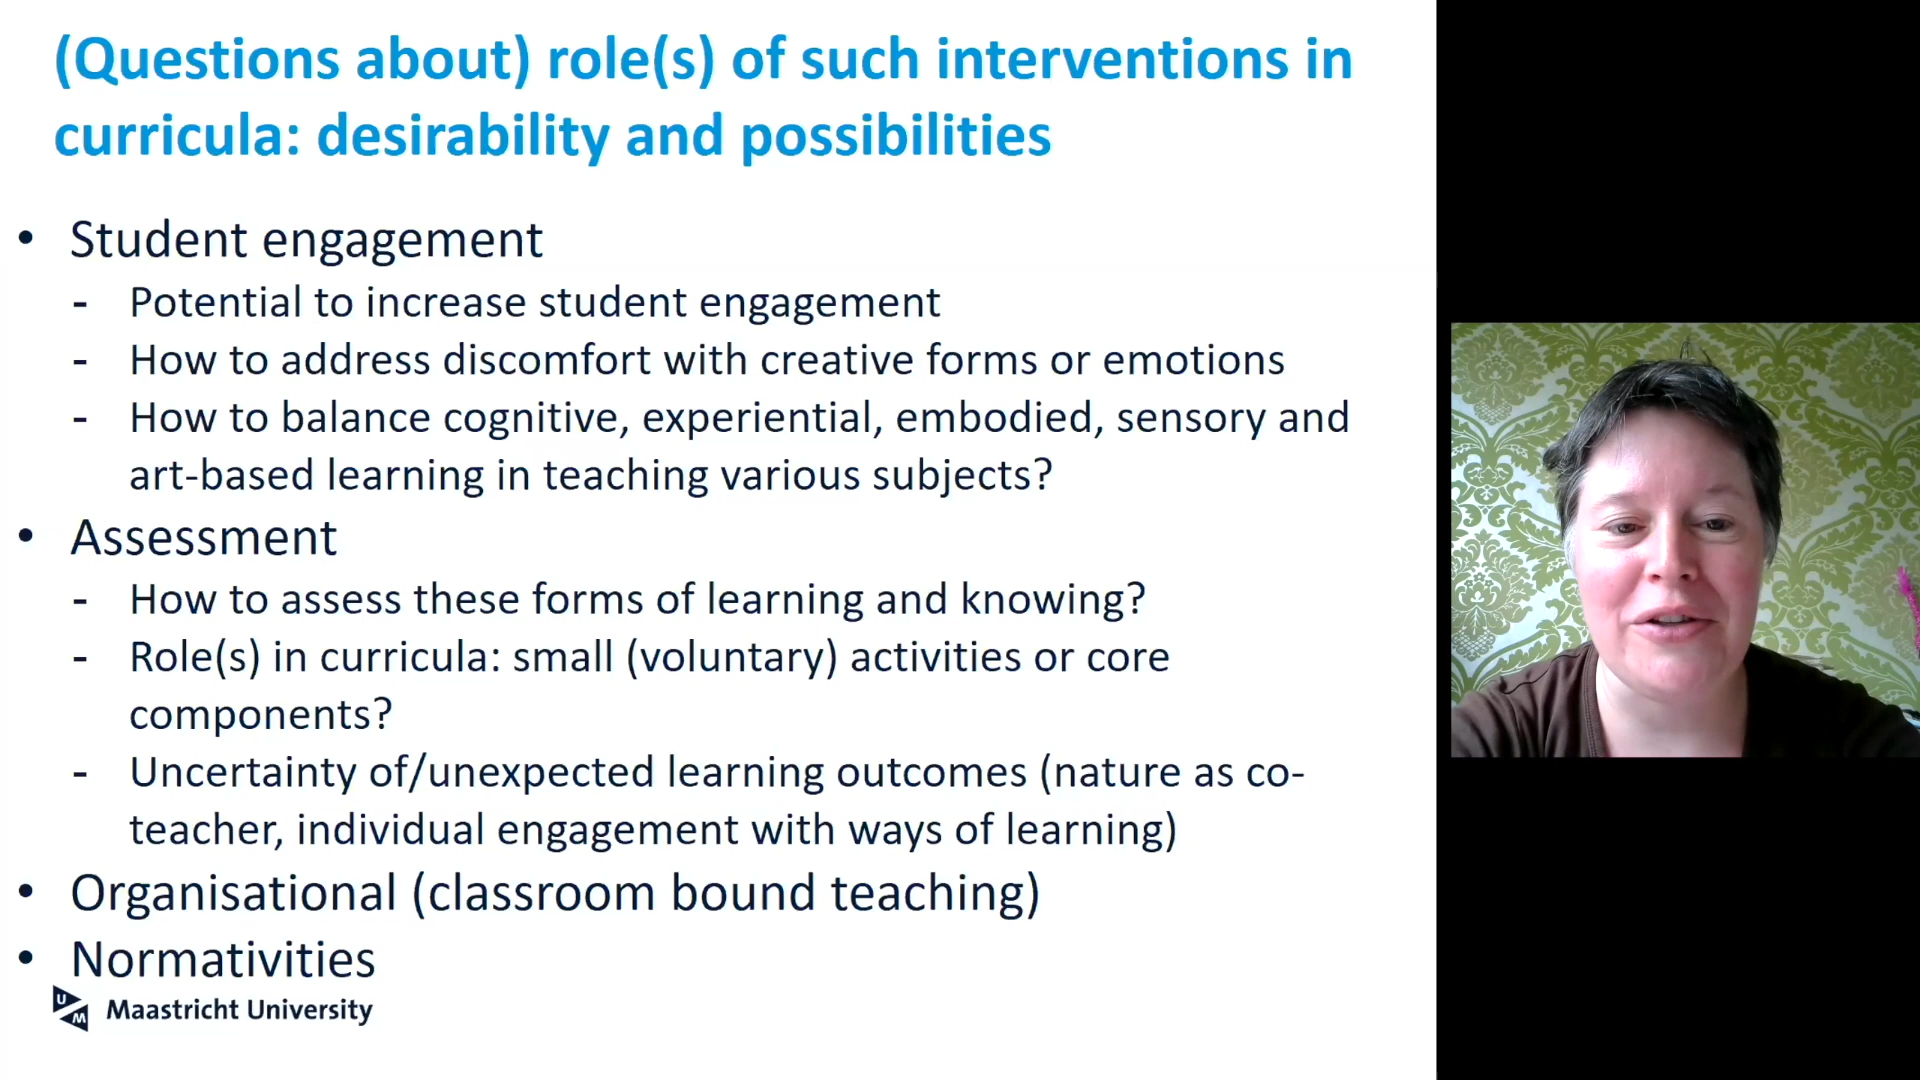 (Questions about) role(s) of such interventions in
curricula: desirability and possibilities
• Student engagement
- Potential to increase student engagement
- How to address discomfort with creative forms or emotions
- How to balance cognitive, experiential, embodied, sensory and
art-based learning in teaching various subjects?
• Assessment
- How to assess these forms of learning and knowing?
- Role(s) in curricula: small (voluntary) activities or core
components?
- Uncertainty of/unexpected learning outcomes (nature as co-
teacher, individual engagement with ways of learning)
• Organisational (classroom bound teaching)
• Normativities
U M Maastricht University